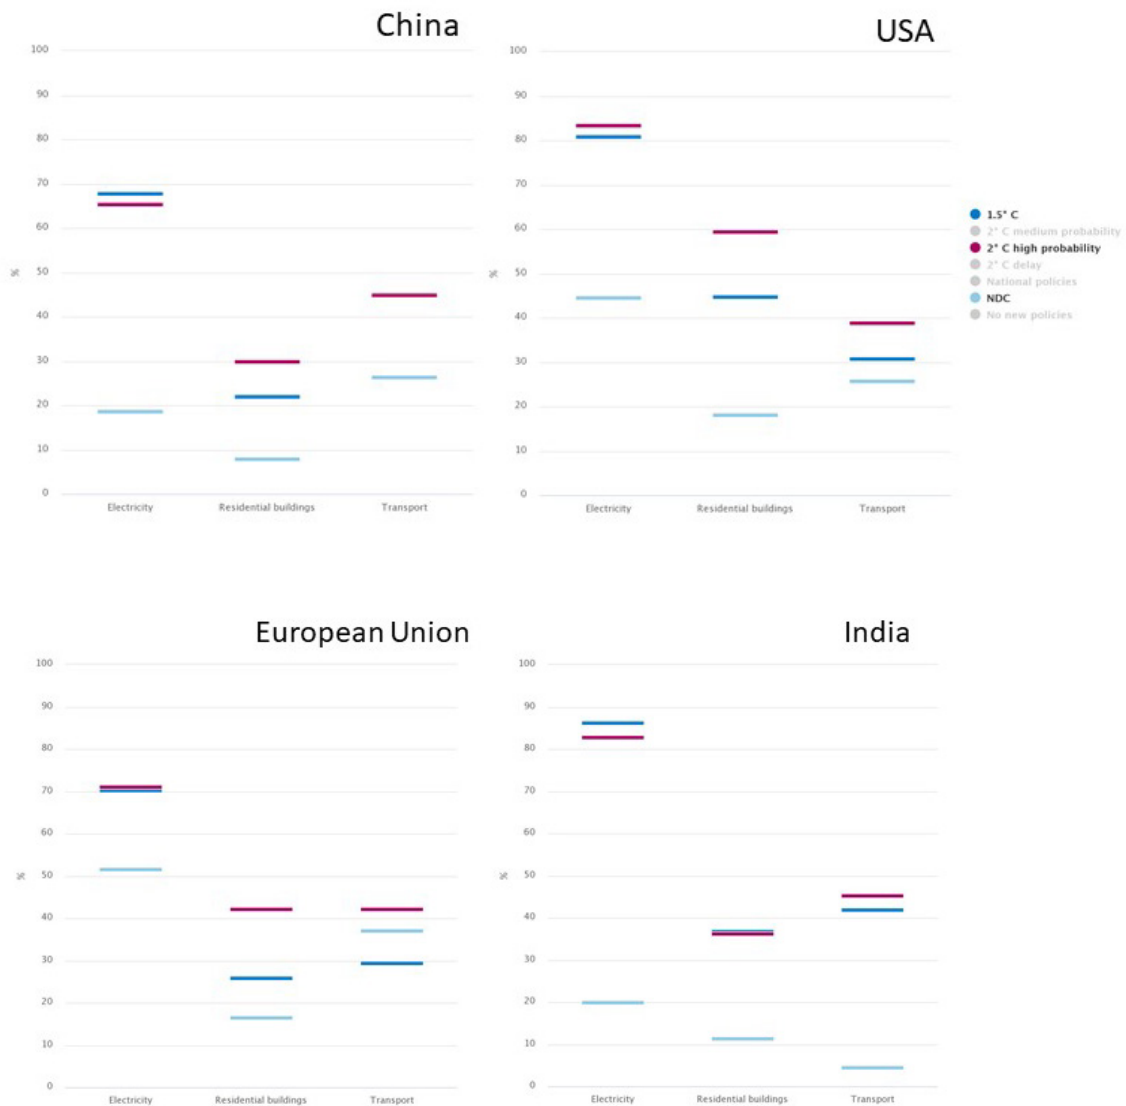 China
100
90
80
70
60
50
40
30
20
10
0
%
Electricity
Residential buildings
Transport
USA
100
90
80
70
60
50
40
30
20
10
0
%
Electricity
Residential buildings
Transport
1.5° C
2° C medium probability
2° C high probability
2° C delay
National policies
NDC
No new policies
European Union
100
90
80
70
60
50
40
30
20
10
0
%
Electricity
Residential buildings
Transport
India
100
90
80
70
60
50
40
30
20
10
0
%
Electricity
Residential buildings
Transport